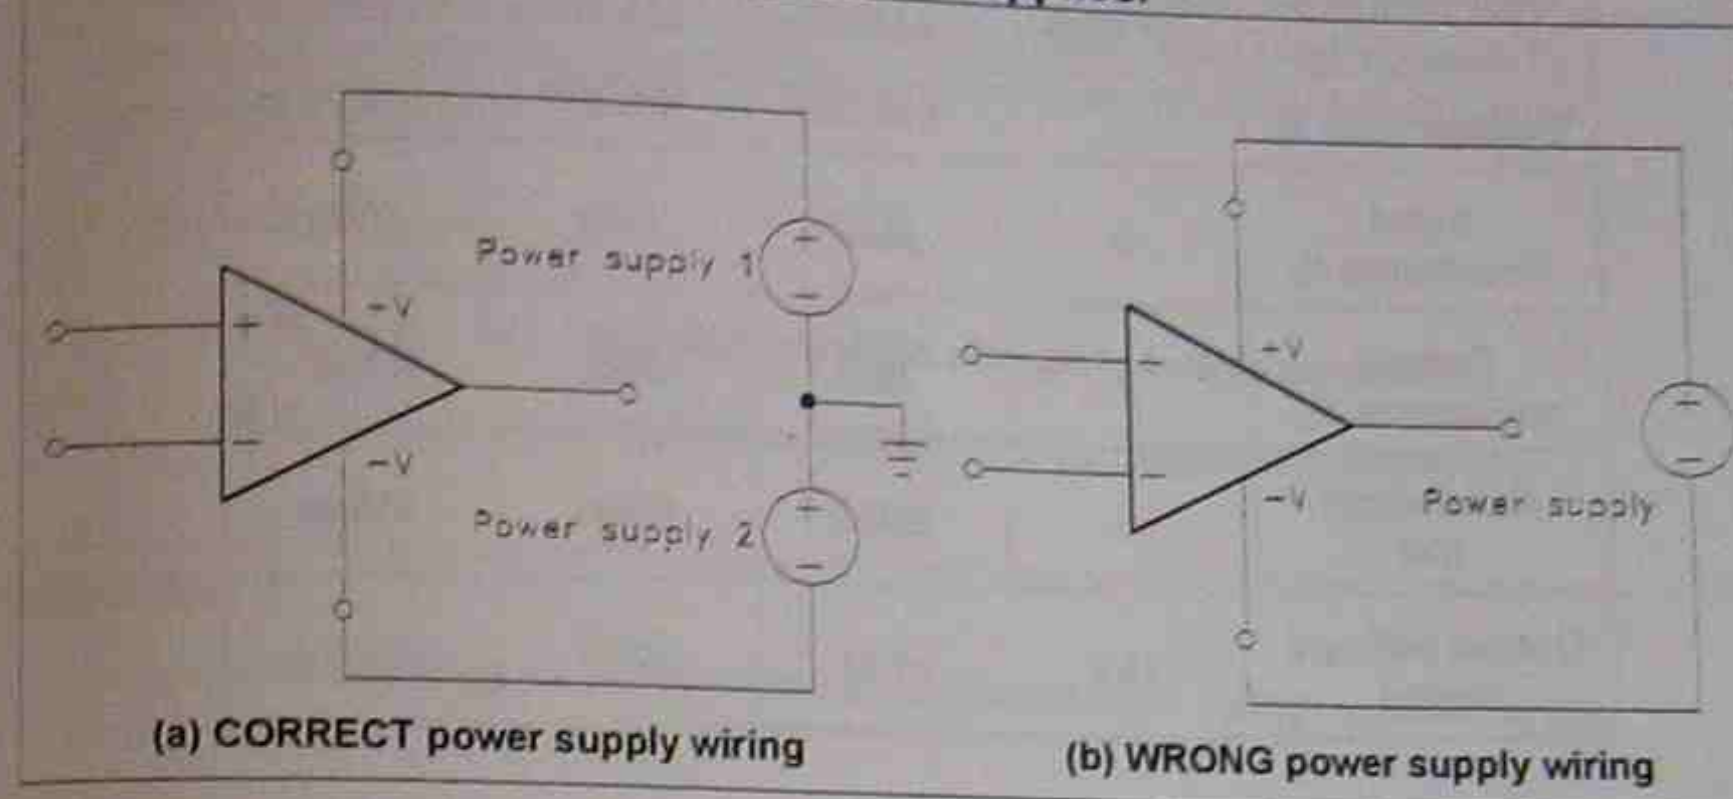 Power supply 1
+
−
−V
+
−
−V
Power supply 2
+
−
(a) CORRECT power supply wiring
−V
−
−
−
−
−V
Power supply
(b) WRONG power supply wiring